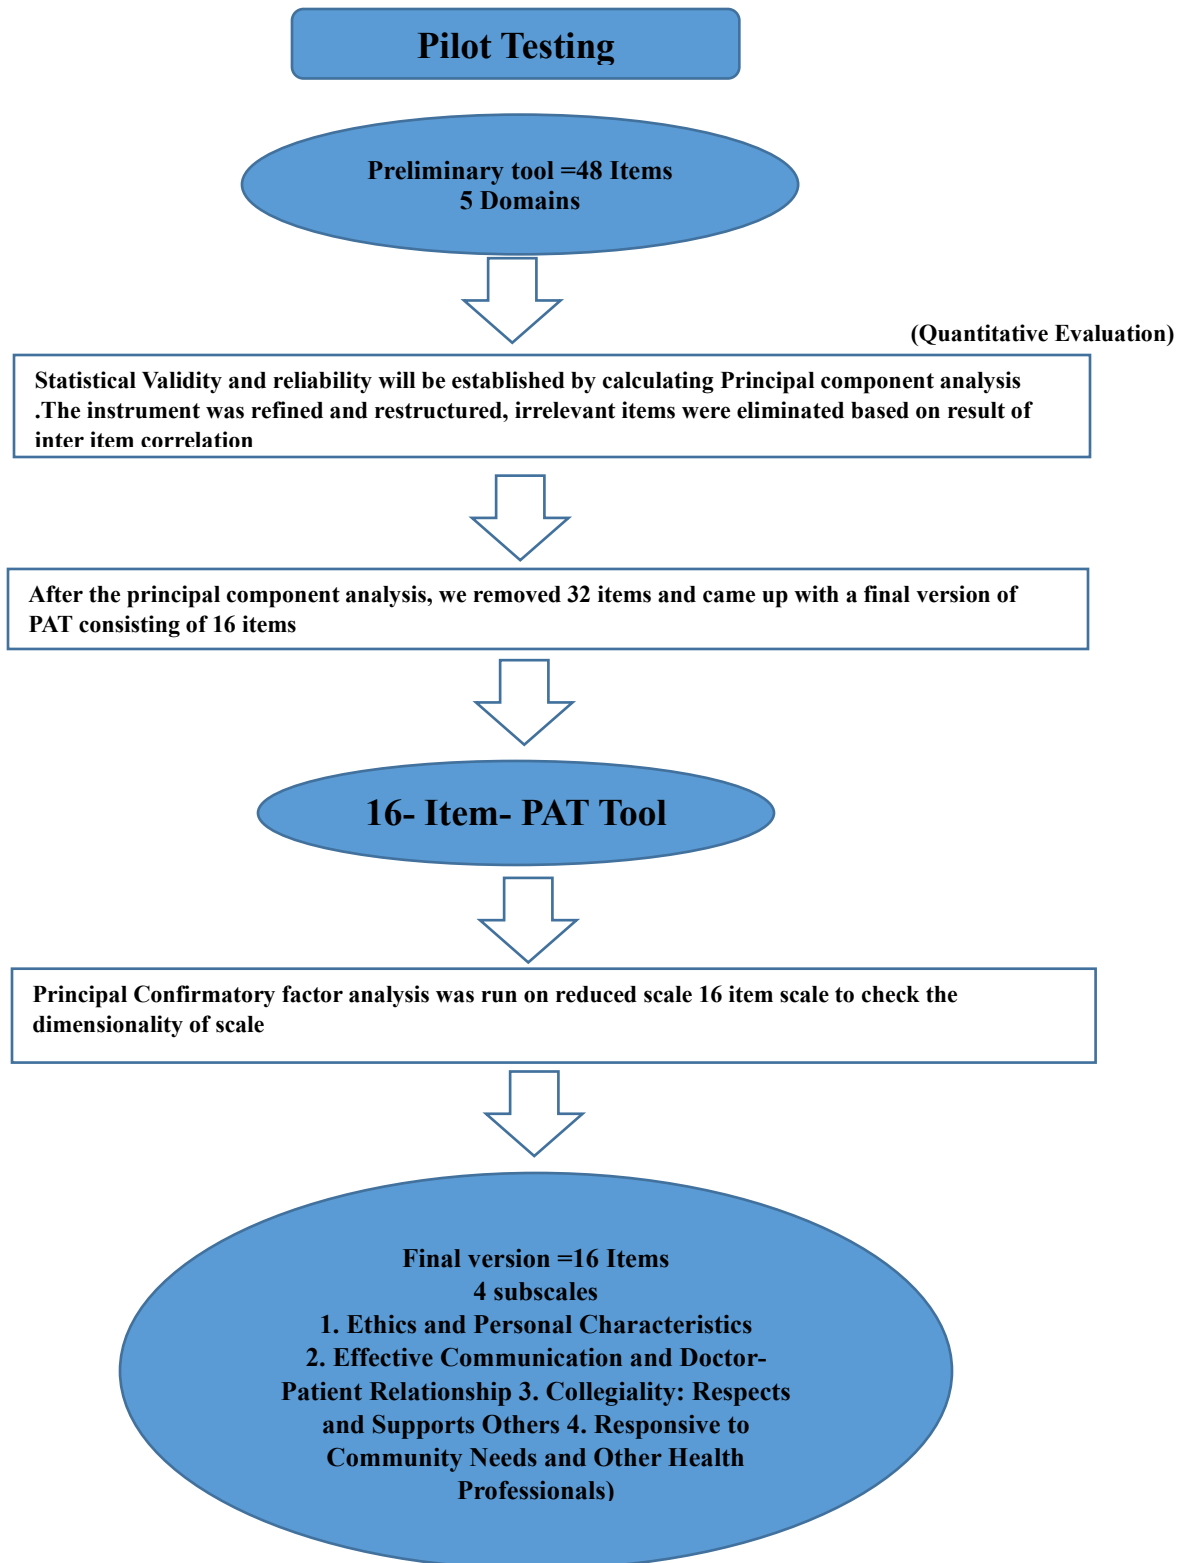 Pilot Testing
Preliminary tool =48 Items
5 Domains
(Quantitative Evaluation)
Statistical Validity and reliability will be established by calculating Principal component analysis
.The instrument was refined and restructured, irrelevant items were eliminated based on result of
inter item correlation
After the principal component analysis, we removed 32 items and came up with a final version of
PAT consisting of 16 items
16- Item- PAT Tool
Principal Confirmatory factor analysis was run on reduced scale 16 item scale to check the
dimensionality of scale
Final version =16 Items
4 subscales
1. Ethics and Personal Characteristics
2. Effective Communication and Doctor-
Patient Relationship 3. Collegiality: Respects
and Supports Others 4. Responsive to
Community Needs and Other Health
Professionals)